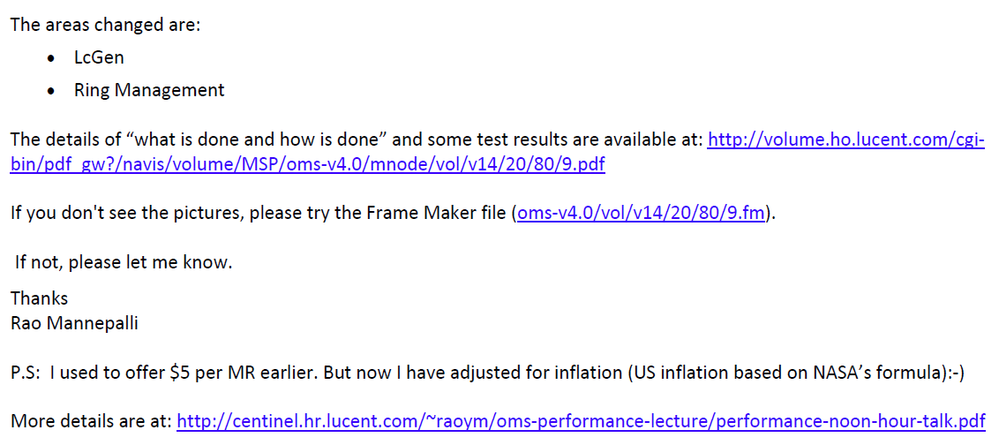 The areas changed are:
• LcGen
• Ring Management
The details of “what is done and how is done” and some test results are available at: http://volume.ho.lucent.com/cgi-
bin/pdf_gw?/navis/volume/MSP/oms-v4.0/mnode/vol/v14/20/80/9.pdf
If you don't see the pictures, please try the Frame Maker file (oms-v4.0/vol/v14/20/80/9.fm).
If not, please let me know.
Thanks
Rao Mannepalli
P.S:  I used to offer $5 per MR earlier. But now I have adjusted for inflation (US inflation based on NASA’s formula):-)
More details are at: http://centinel.hr.lucent.com/~raoym/oms-performance-lecture/performance-noon-hour-talk.pdf